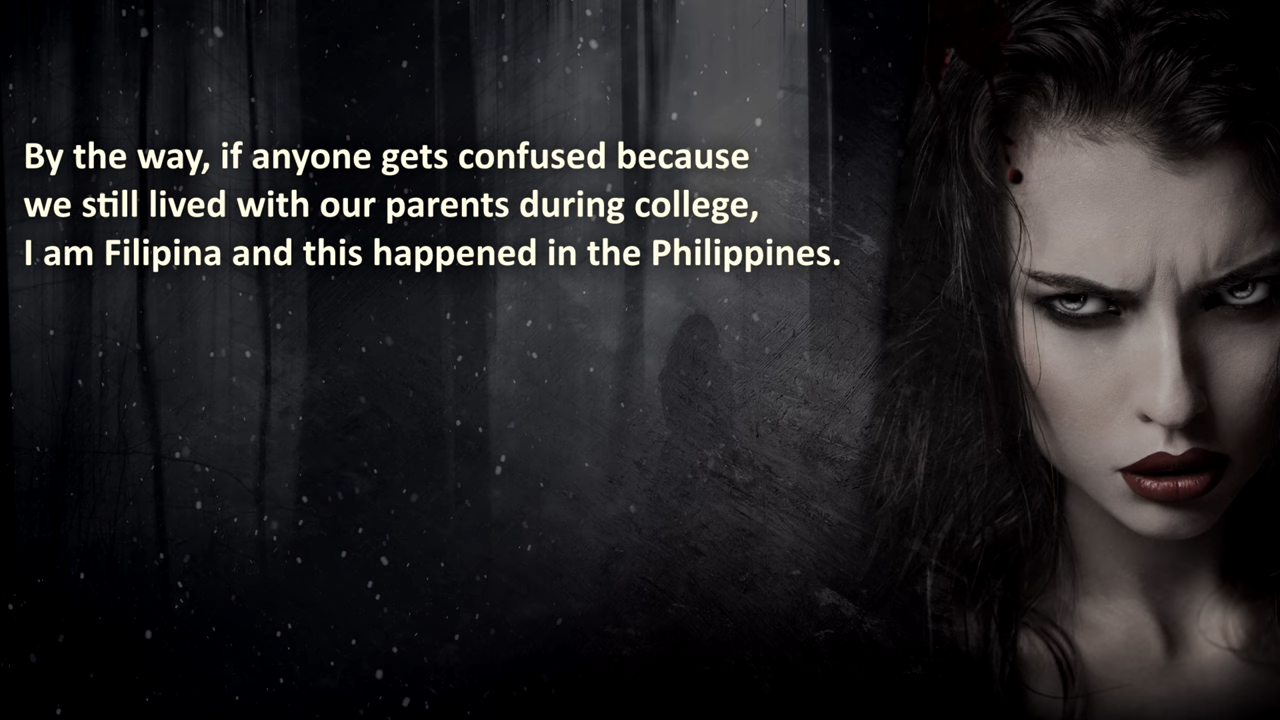 By the way, if anyone gets confused because
we still lived with our parents during college,
I am Filipina and this happened in the Philippines.